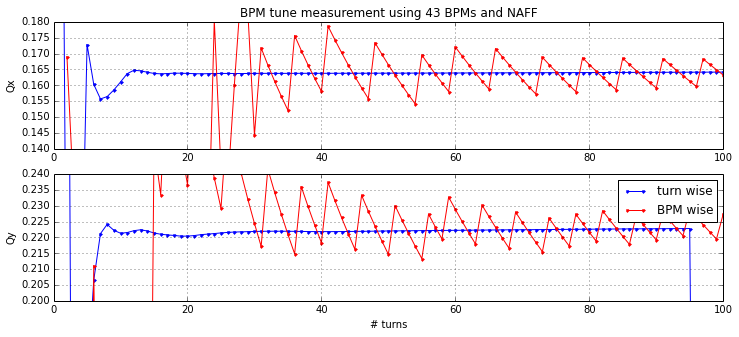 BPM tune measurement using 43 BPMs and NAFF
0.180
0.175
0.170
0.165
0.160
0.155
0.150
0.145
0.140
Qx
0 20 40 60 80 100
0.240
0.235
0.230
0.225
0.220
0.215
0.210
0.205
0.200
Qy
turn wise
BPM wise
0 20 40 60 80 100
# turns